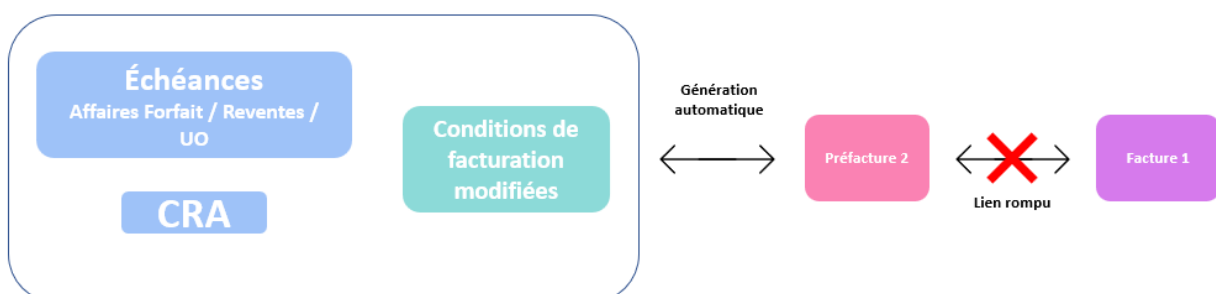 Échéances
Affaires Forfait / Reventes /
UO
CRA
Conditions de
facturation
modifiées
Génération
automatique
Préfacture 2
Lien rompu
Facture 1